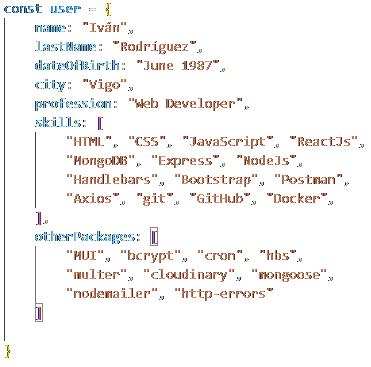 const user = {
name: "Iván",
lastName: "Rodríguez",
dateOfBirth: "June 1987",
city: "Vigo",
profession: "Web Developer",
skills: [
"HTML", "CSS", "JavaScript", "ReactJs",
"MongoDB", "Express", "NodeJs",
"Handlebars", "Bootstrap", "Postman",
"Axios", "git", "GitHub", "Docker",
],
otherPackages: [
"MUI", "bcrypt", "cron", "hbs",
"multer", "cloudinary", "mongoose",
"nodemailer", "http-errors"
]
}